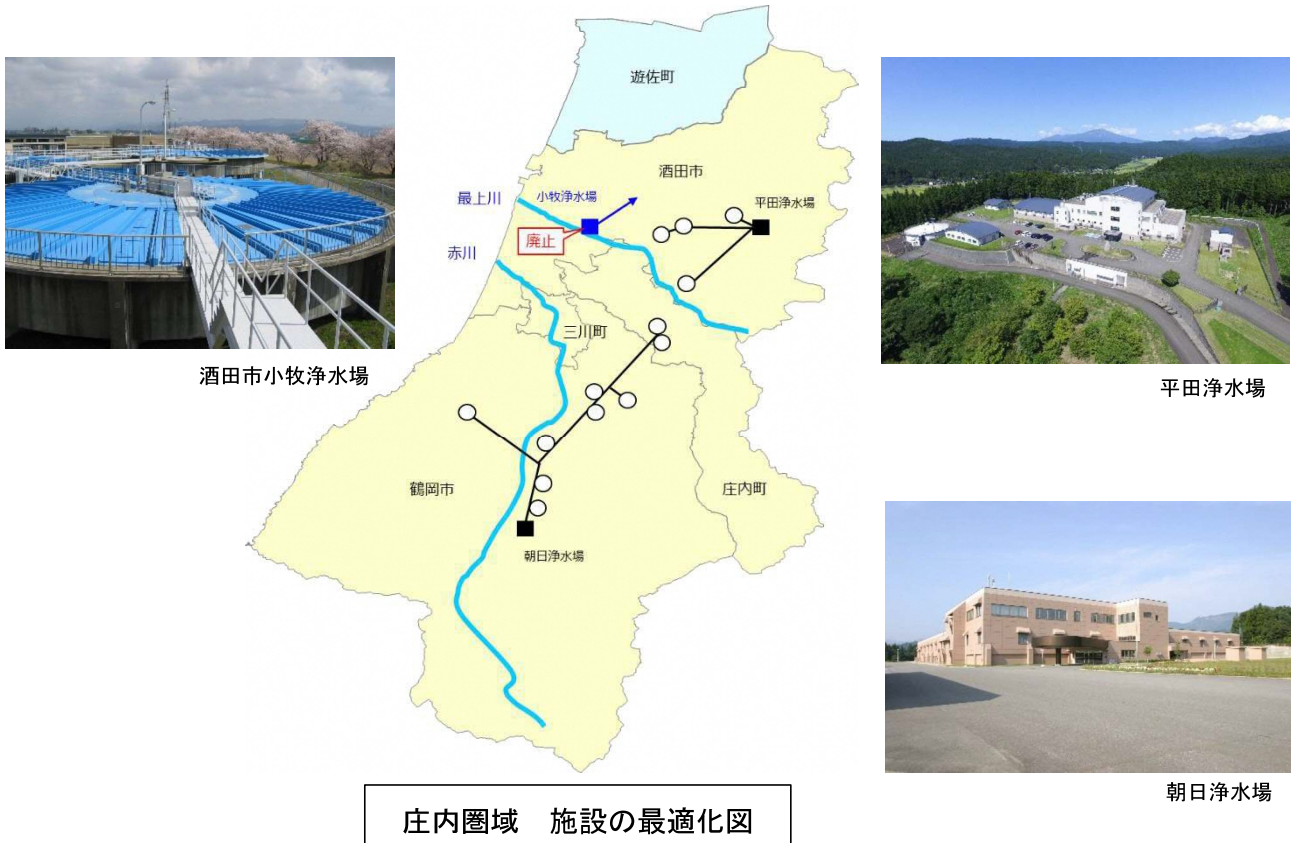 遊佐町
酒田市
最上川
小牧浄水場
平田浄水場
廃止
赤川
三川町
酒田市小牧浄水場
平田浄水場
鶴岡市
庄内町
朝日浄水場
朝日浄水場
庄内圏域　施設の最適化図